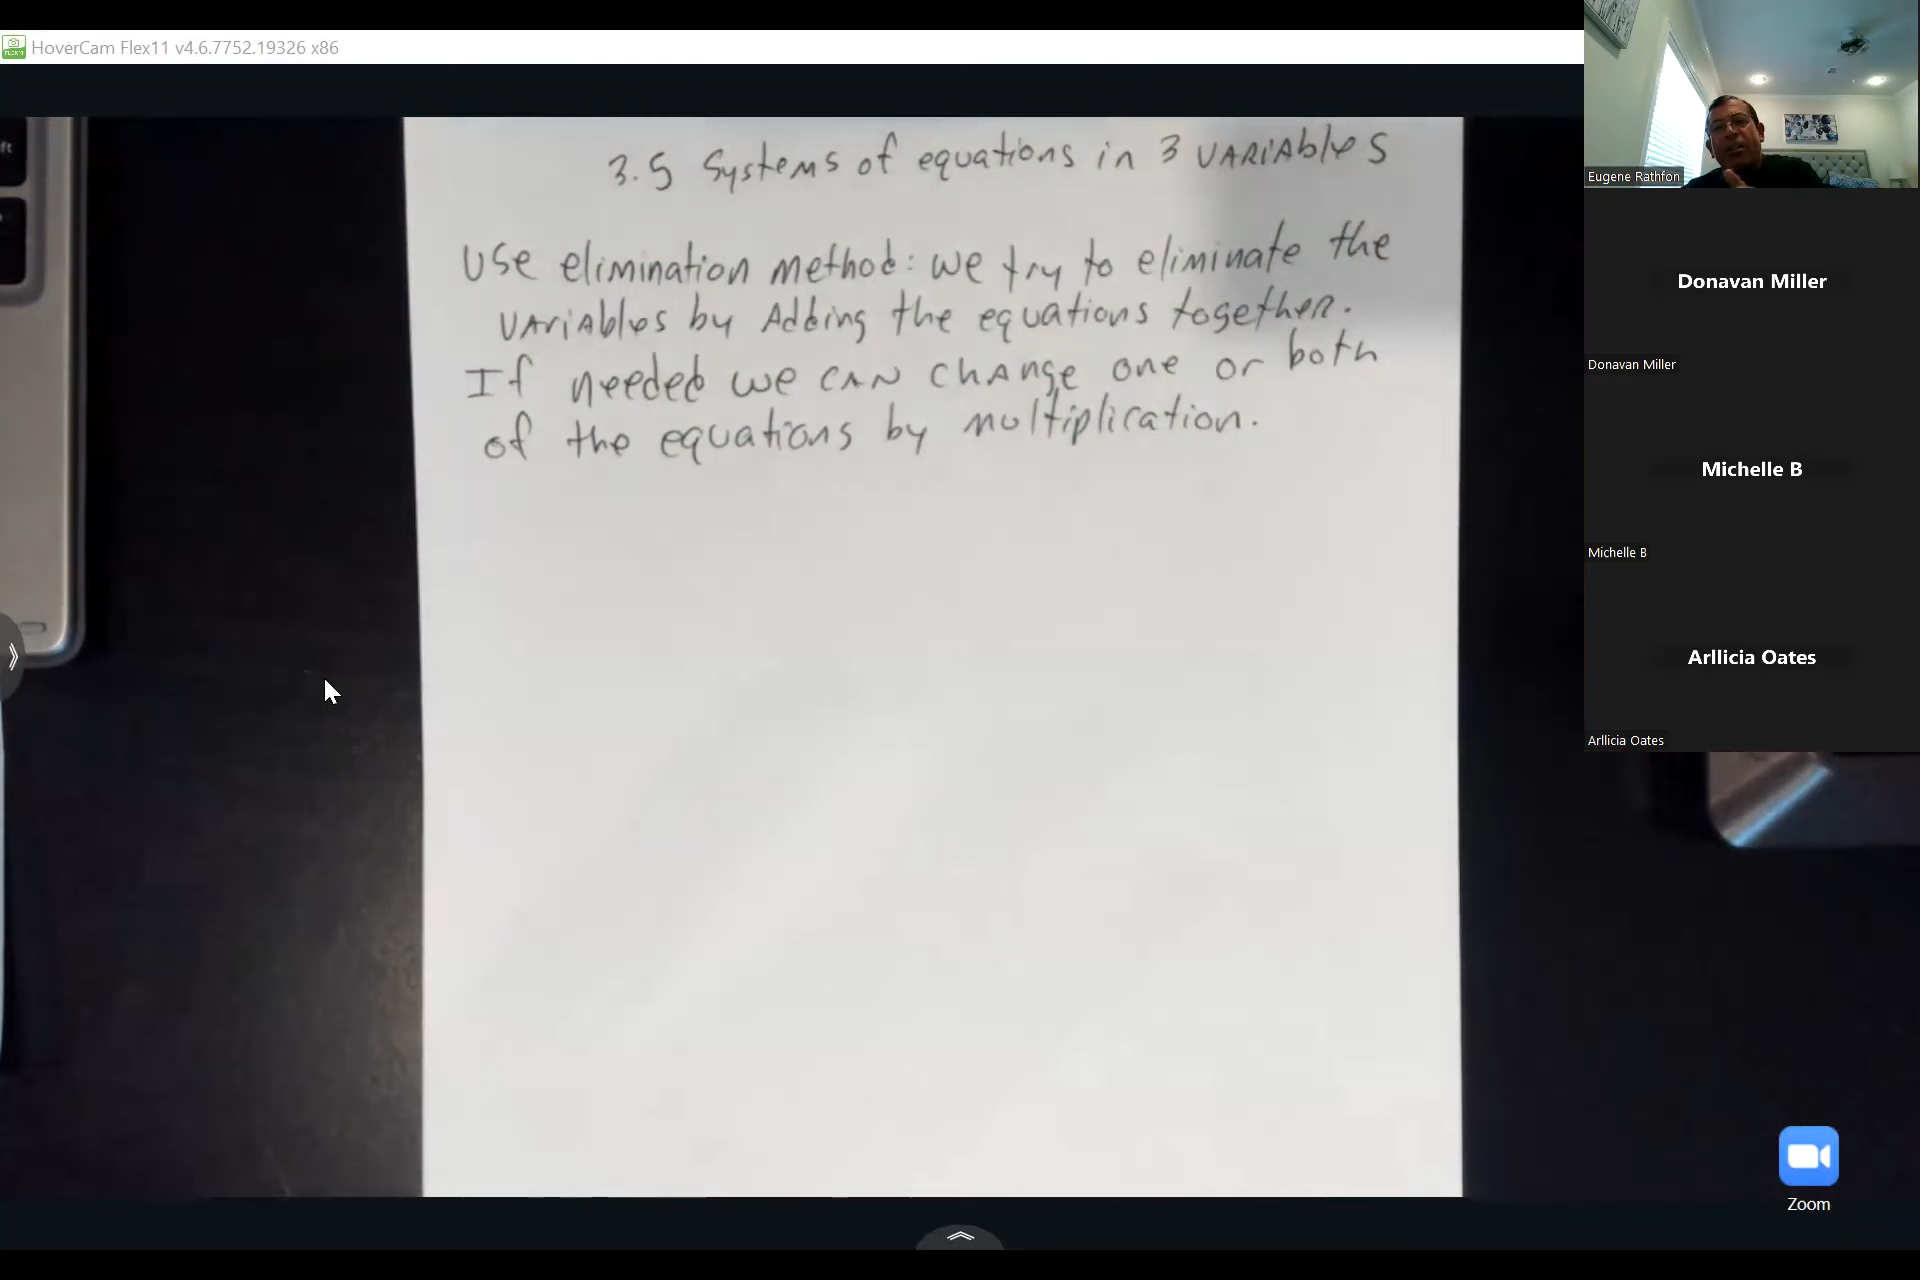 HoverCam Flex11 v4.6.7752.19326 x86
3.5 Systems of equations in 3 variables
Use elimination method: we try to eliminate the
variables by Adding the equations together.
If needed we can change one or both
of the equations by multiplication.
Eugene Rathfon
Donavan Miller
Donavan Miller
Michelle B
Michelle B
Arllicia Oates
Arllicia Oates
Zoom